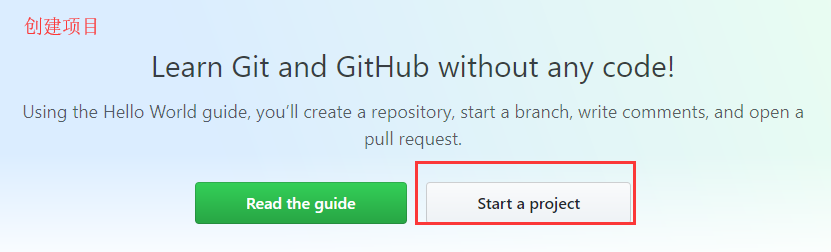 创建项目
Learn Git and GitHub without any code!
Using the Hello World guide, you’ll create a repository, start a branch, write comments, and open a
pull request.
Read the guide
Start a project